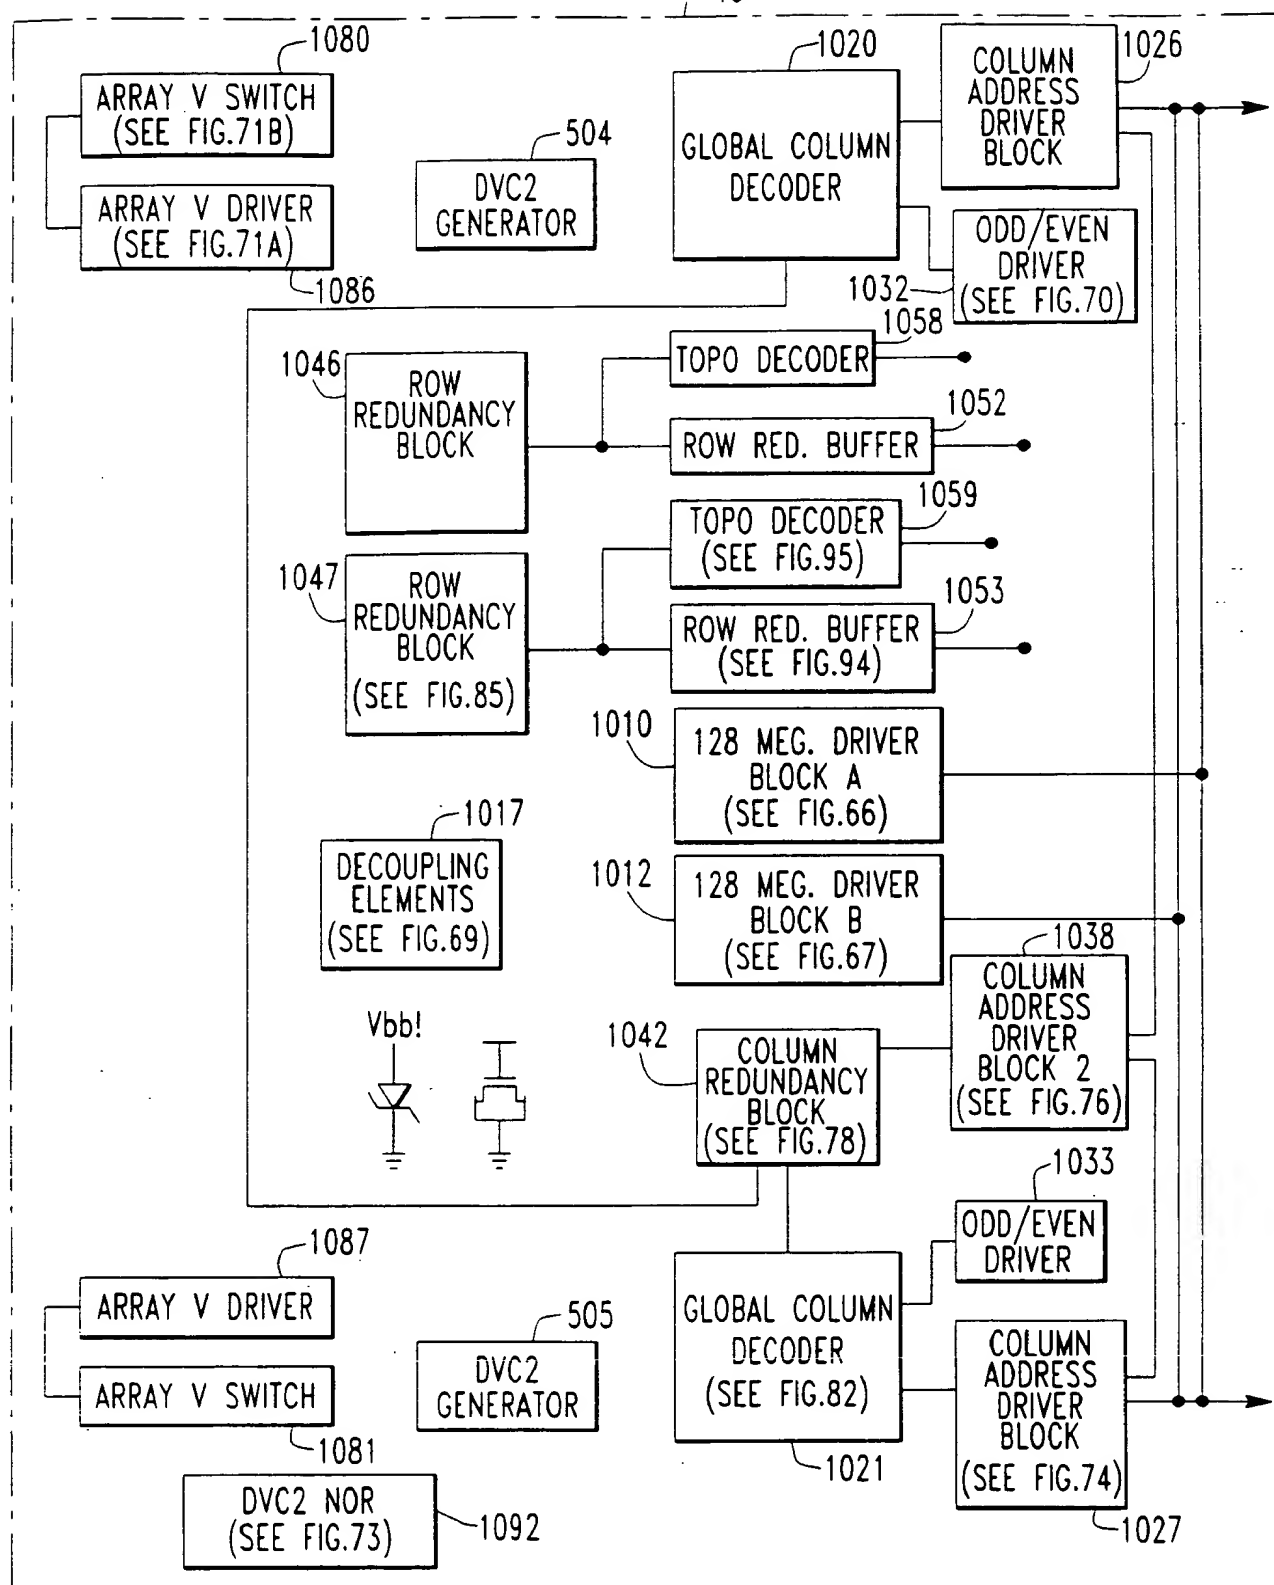 1080
ARRAY V SWITCH
(SEE FIG.71B)
ARRAY V DRIVER
(SEE FIG.71A)
1086
504
DVC2
GENERATOR
1020
GLOBAL COLUMN
DECODER
1026
COLUMN
ADDRESS
DRIVER
BLOCK
ODD/EVEN
DRIVER
(SEE FIG.70)
1032
1058
TOPO DECODER
1046
ROW
REDUNDANCY
BLOCK
1052
ROW RED. BUFFER
1059
TOPO DECODER
(SEE FIG.95)
1047
ROW
REDUNDANCY
BLOCK
(SEE FIG.85)
1053
ROW RED. BUFFER
(SEE FIG.94)
1010
128 MEG. DRIVER
BLOCK A
(SEE FIG.66)
1017
DECOUPLING
ELEMENTS
(SEE FIG.69)
1012
128 MEG. DRIVER
BLOCK B
(SEE FIG.67)
1038
COLUMN
ADDRESS
DRIVER
BLOCK 2
(SEE FIG.76)
Vbb!
1042
COLUMN
REDUNDANCY
BLOCK
(SEE FIG.78)
1033
ODD/EVEN
DRIVER
1087
ARRAY V DRIVER
ARRAY V SWITCH
1081
505
DVC2
GENERATOR
GLOBAL COLUMN
DECODER
(SEE FIG.82)
1021
COLUMN
ADDRESS
DRIVER
BLOCK
(SEE FIG.74)
1027
DVC2 NOR
(SEE FIG.73)
1092